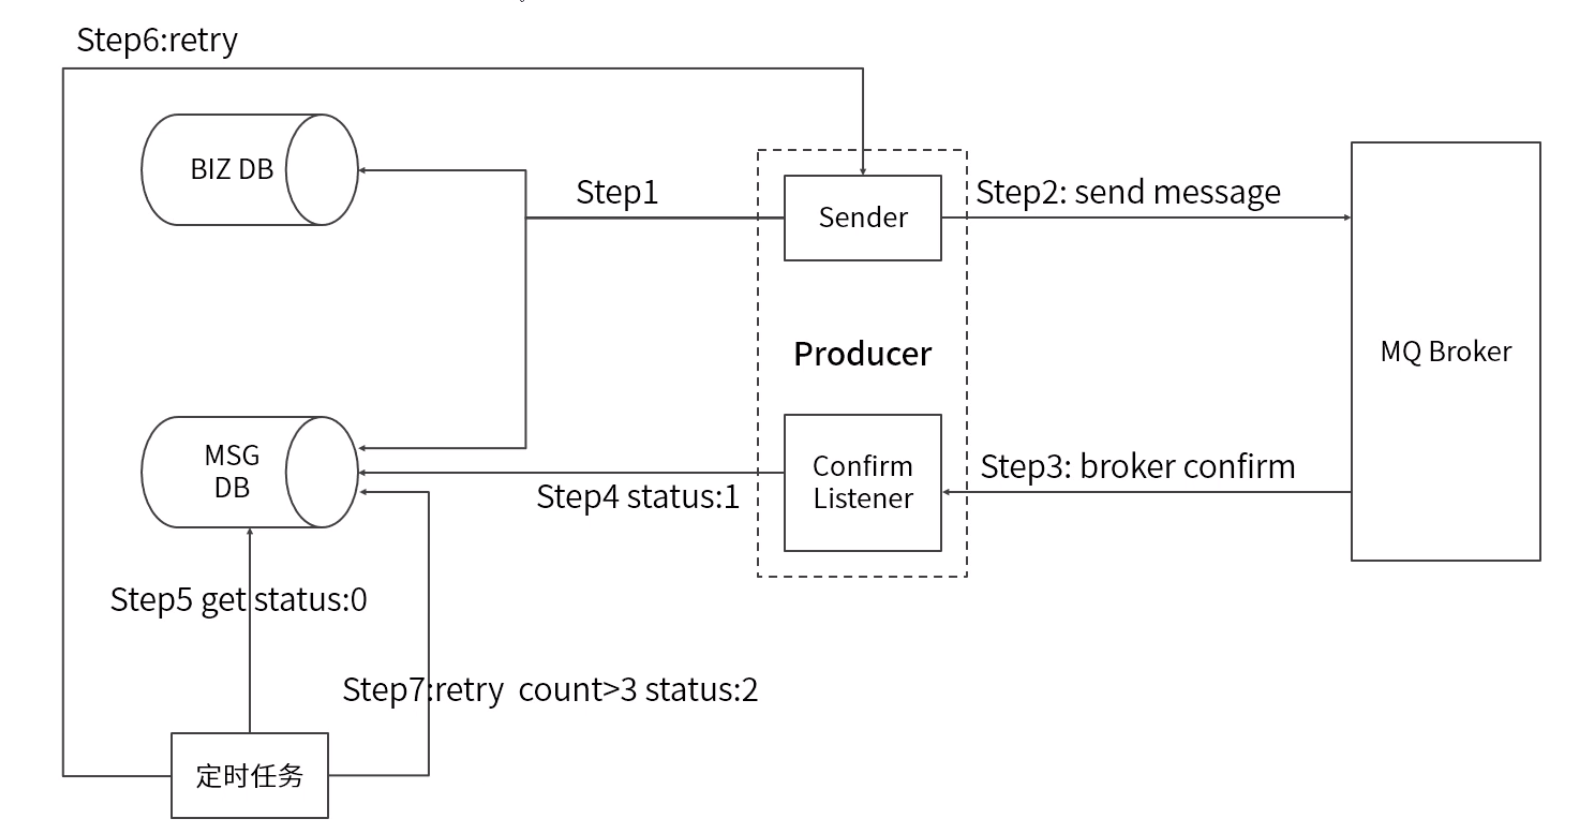 Step6:retry
BIZ DB
Step1
Sender
Step2: send message
Producer
MQ Broker
MSG
DB
Confirm
Listener
Step3: broker confirm
Step4 status:1
Step5 get status:0
Step7:retry  count>3 status:2
定时任务